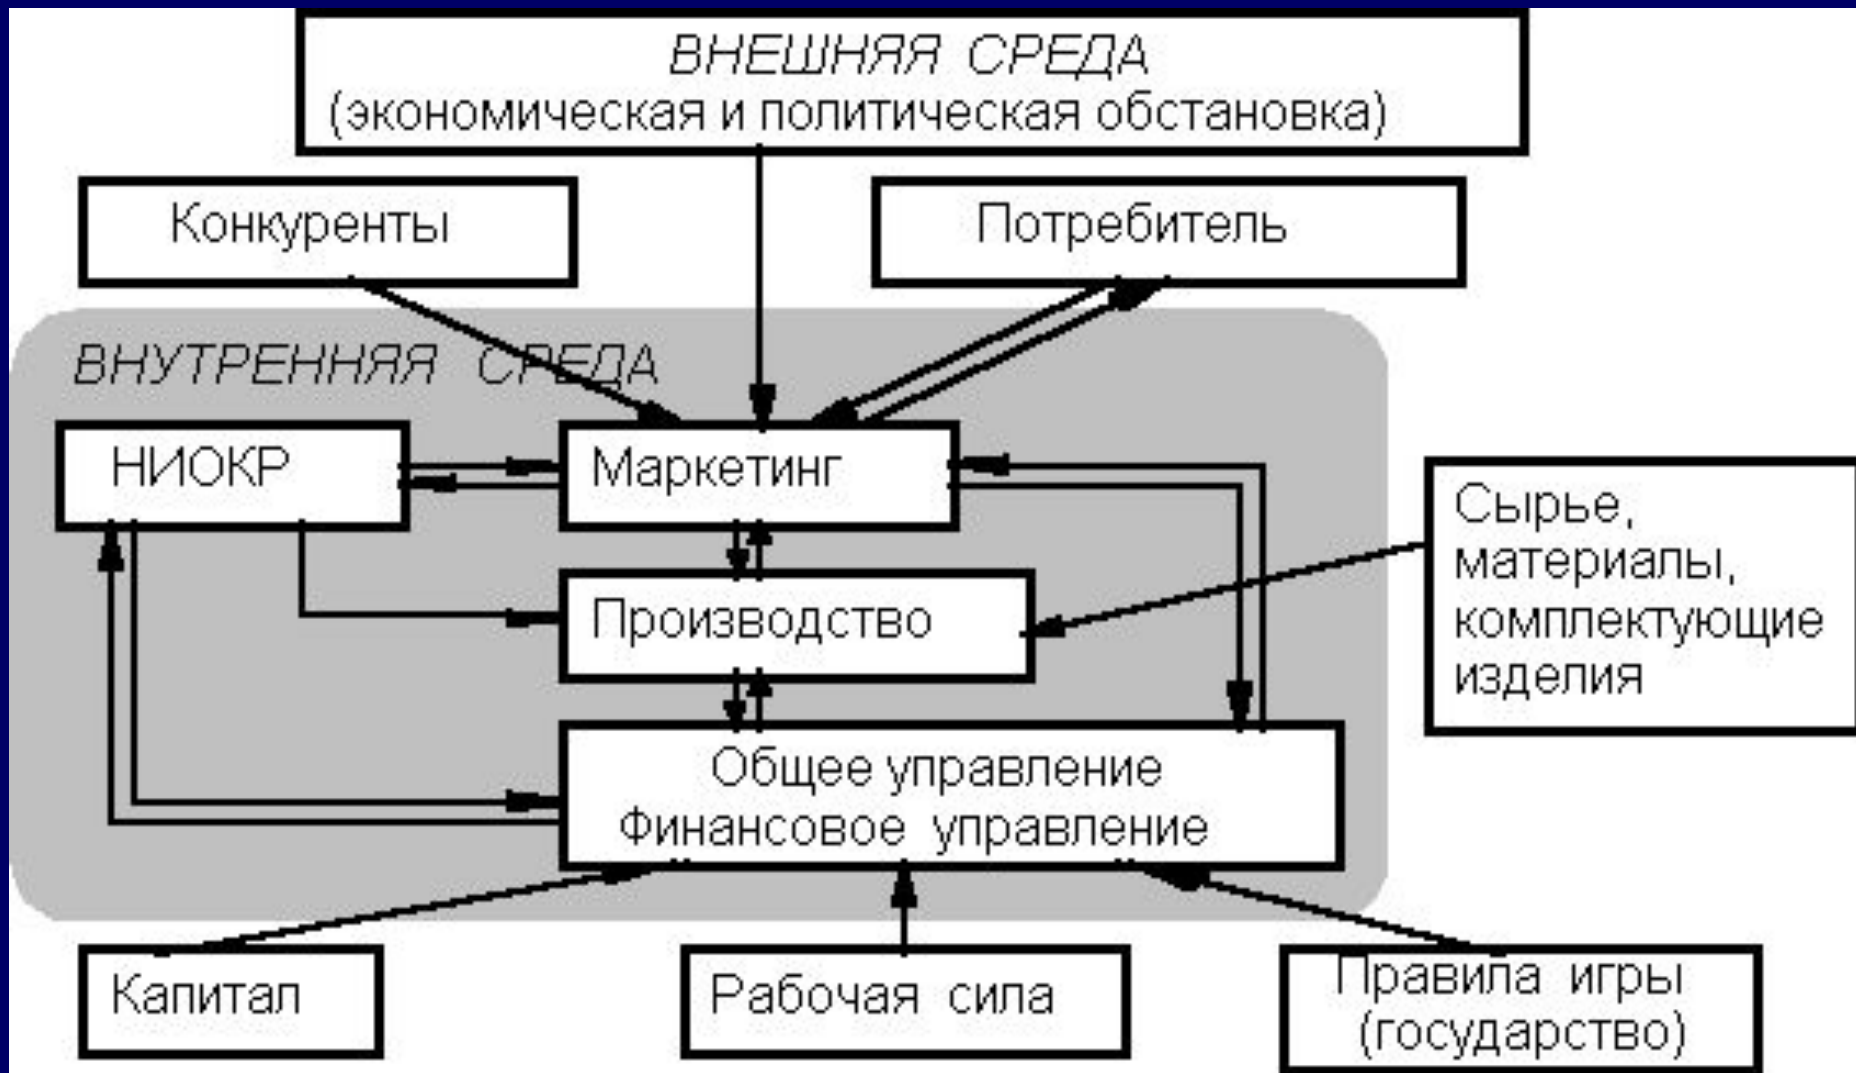 ВНЕШНЯЯ СРЕДА
(экономическая и политическая обстановка)
Конкуренты
Потребитель
ВНУТРЕННЯЯ СРЕДА
НИОКР
Маркетинг
Сырье,
материалы,
комплектующие
изделия
Производство
Общее управление
Финансовое управление
Капитал
Рабочая сила
Правила игры
(государство)